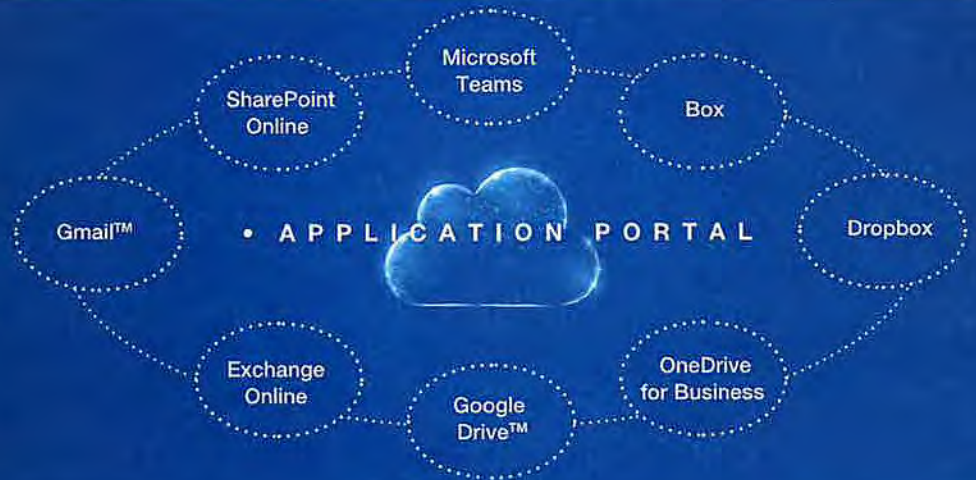 Microsoft
Teams
SharePoint
Online
Box
Gmail™
• APPLICATION PORTAL
Dropbox
Exchange
Online
Google
Drive™
OneDrive
for Business